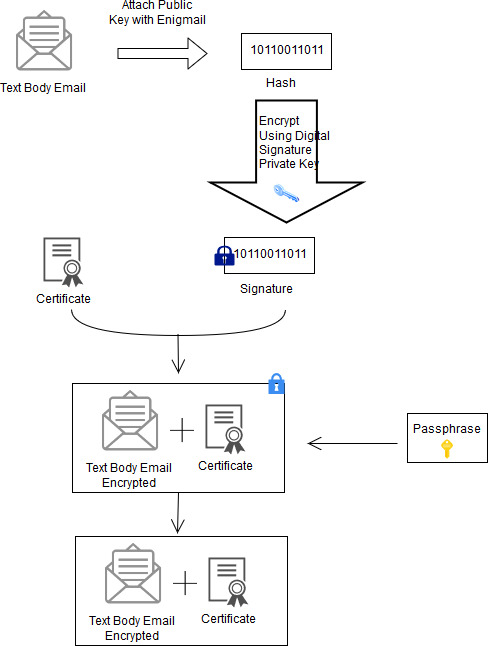 Attach Public
Key with Enigmail
10110011011
Text Body Email
Hash
Encrypt
Using Digital
Signature
Private Key
10110011011
Certificate
Signature
Passphrase
Text Body Email
Encrypted
Certificate
Text Body Email
Encrypted
Certificate